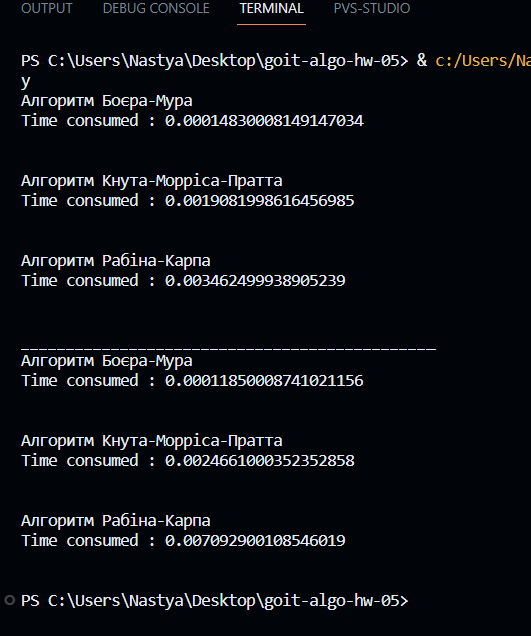 OUTPUT DEBUG CONSOLE TERMINAL PVS-STUDIO
PS C:\Users\Nastya\Desktop\goit-algo-hw-05> & c:/Users/Na
y
Алгоритм Боєра-Мура
Time consumed : 0.00014830008149147034
Алгоритм Кнута-Морріса-Пратта
Time consumed : 0.0019081998616456985
Алгоритм Рабіна-Карпа
Time consumed : 0.003462499938905239
______________________________________________
Алгоритм Боєра-Мура
Time consumed : 0.00011850008741021156
Алгоритм Кнута-Морріса-Пратта
Time consumed : 0.0024661000352352858
Алгоритм Рабіна-Карпа
Time consumed : 0.007092900108546019
PS C:\Users\Nastya\Desktop\goit-algo-hw-05>